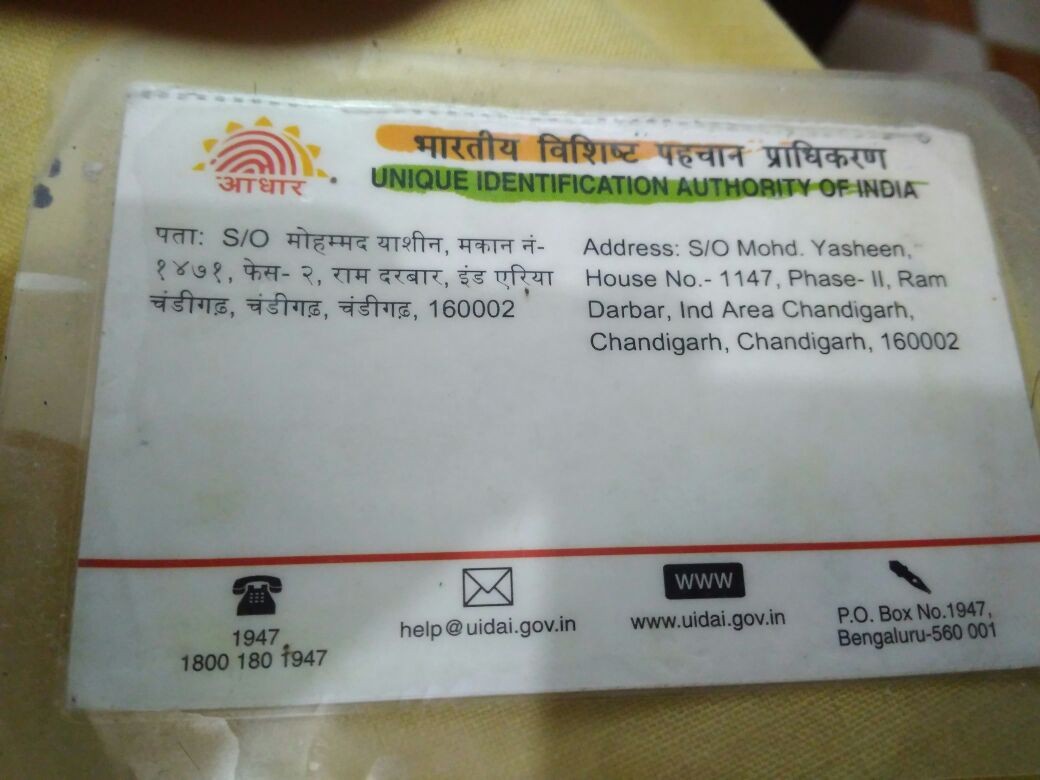 आधार
भारतीय विशिष्ट पहचान प्राधिकरण
UNIQUE IDENTIFICATION AUTHORITY OF INDIA
पता: S/O मोहम्मद याशीन, मकान नं-
१४७१, फेस- २, राम दरबार, इंड एरिया
चंडीगढ़, चंडीगढ़, चंडीगढ़, 160002
Address: S/O Mohd. Yasheen,
House No.- 1147, Phase- II, Ram
Darbar, Ind Area Chandigarh,
Chandigarh, Chandigarh, 160002
1947
1800 180 1947
help@uidai.gov.in
www
www.uidai.gov.in
P.O. Box No.1947,
Bengaluru-560 001